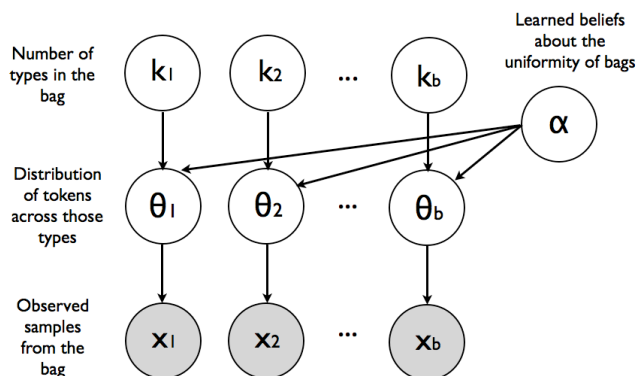 Number of
types in the
bag
k1
k2
...
kb
Learned beliefs
about the
uniformity of bags
α
Distribution
of tokens
across those
types
θ1
θ2
...
θb
Observed
samples
from the
bag
x1
x2
...
xb